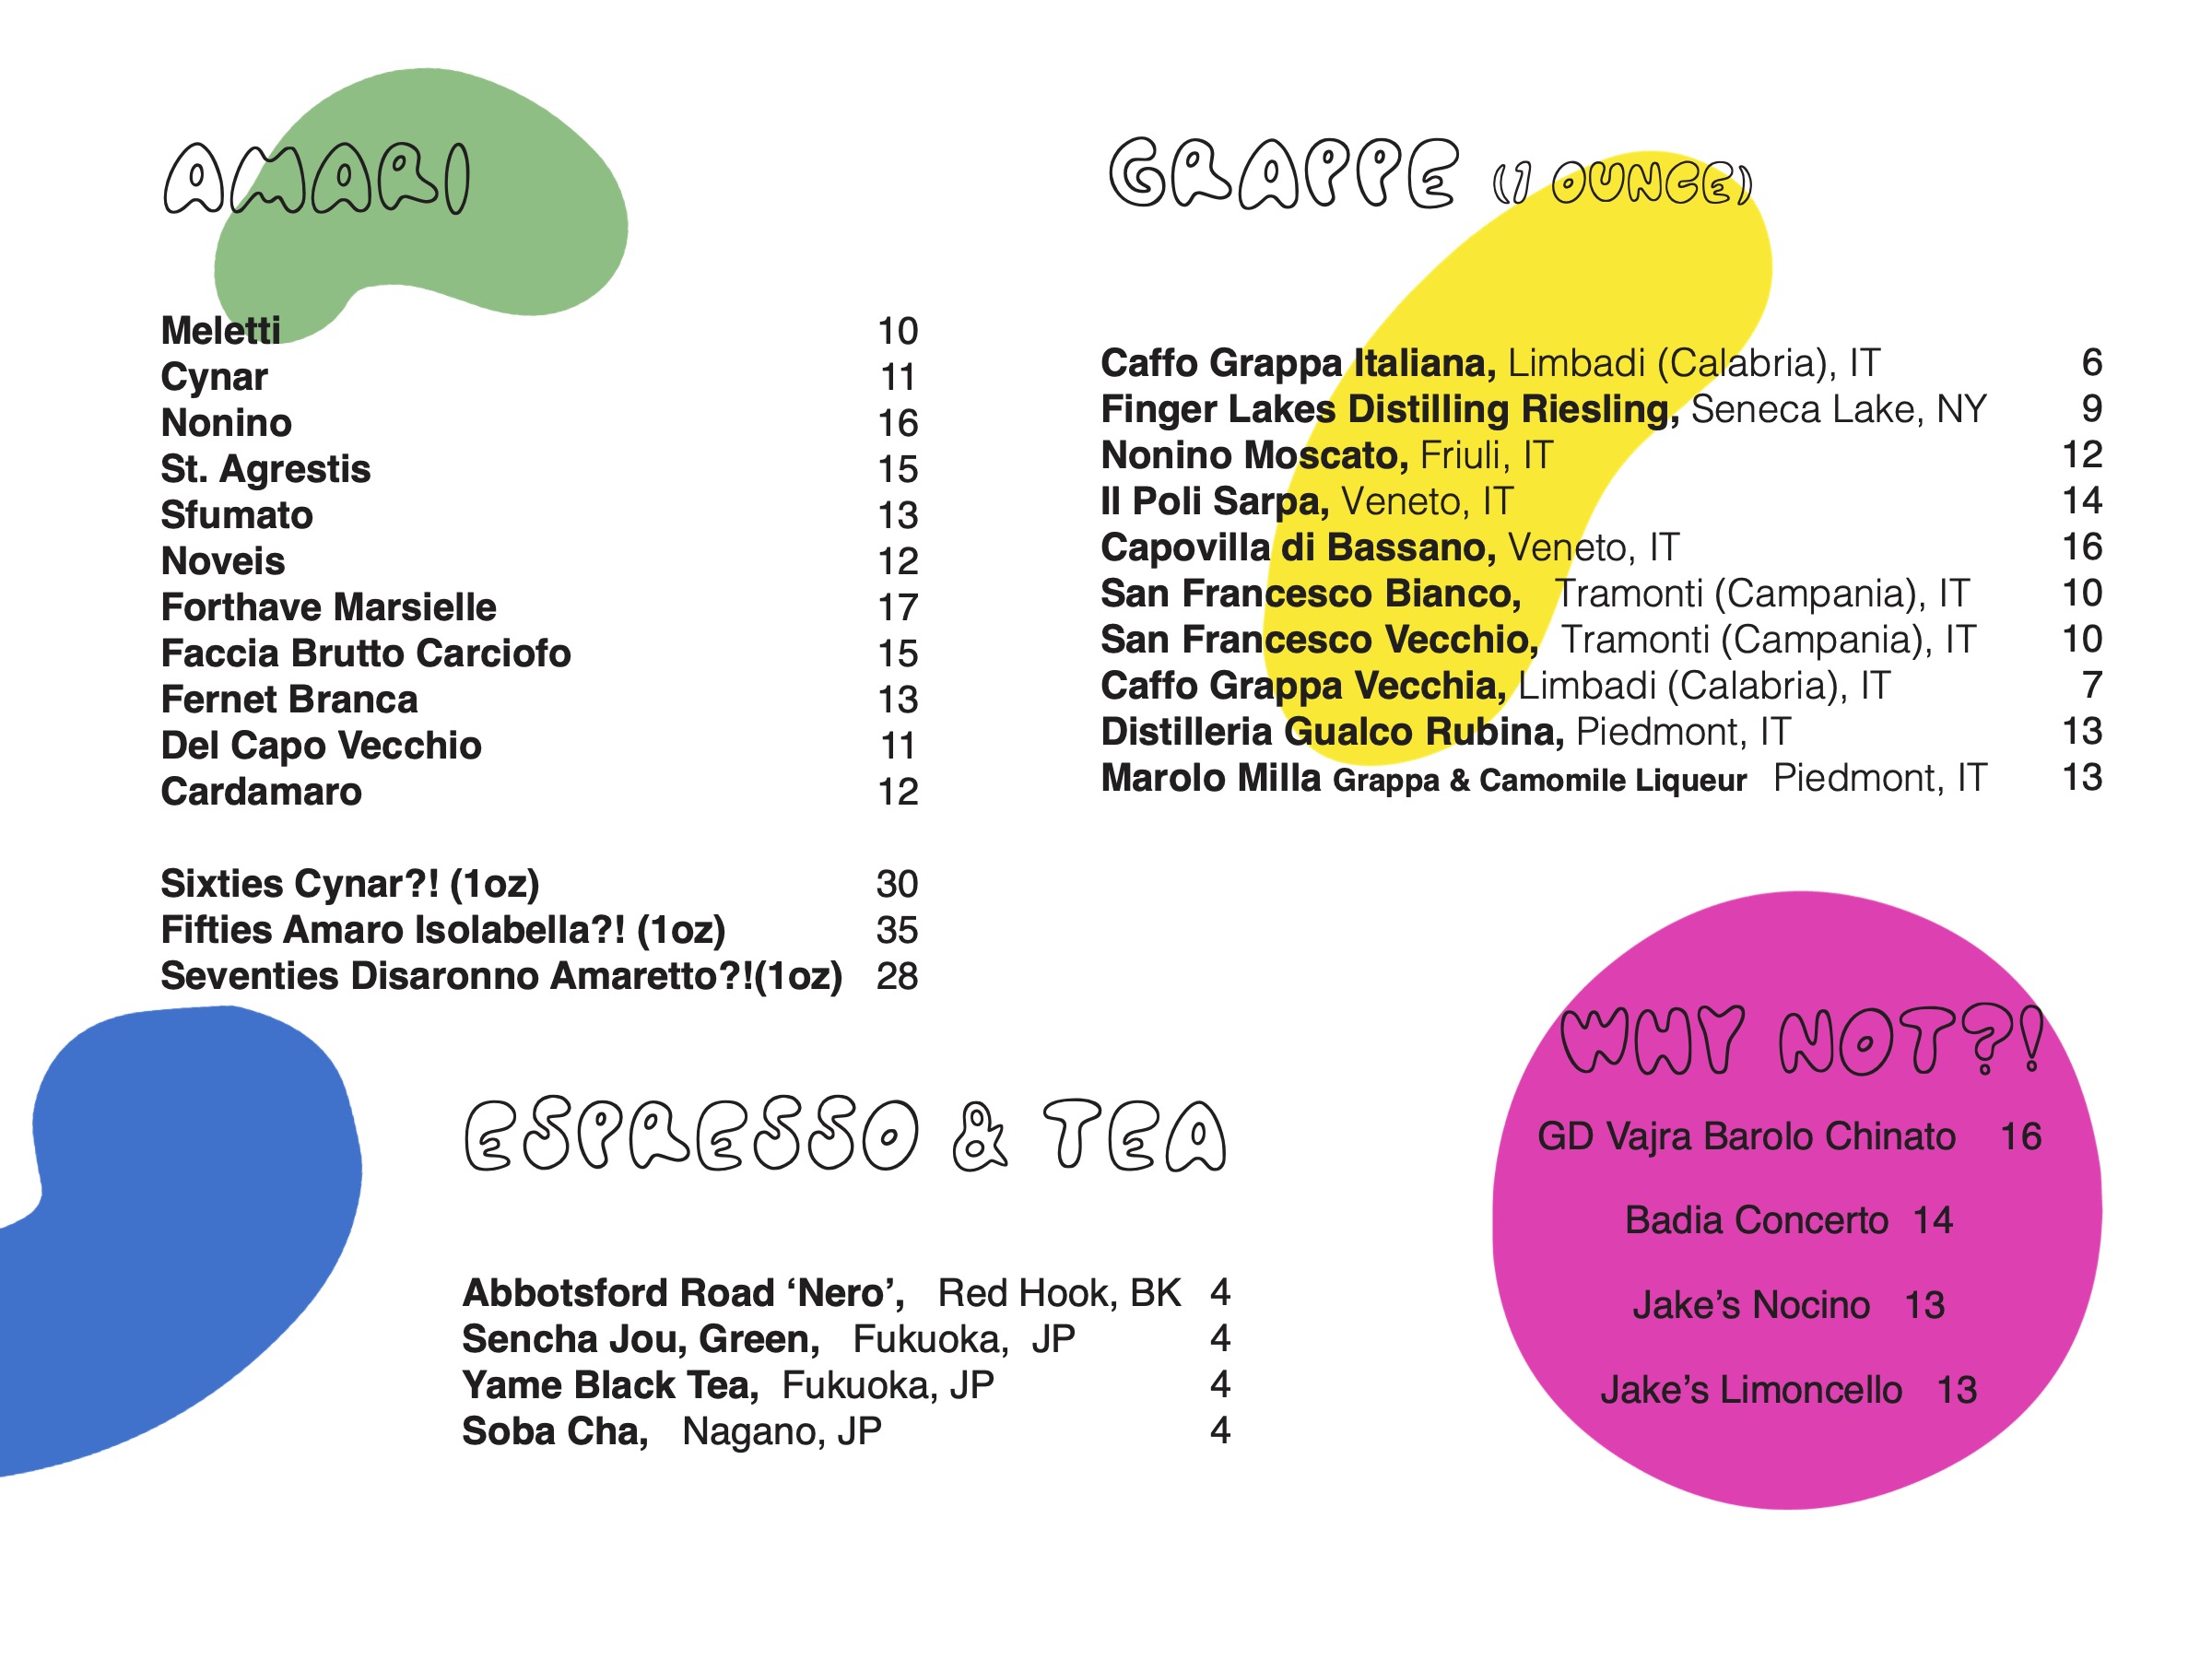 AMARI
Meletti 10
Cynar 11
Nonino 16
St. Agrestis 15
Sfumato 13
Noveis 12
Forthave Marsielle 17
Faccia Brutto Carciofo 15
Fernet Branca 13
Del Capo Vecchio 11
Cardamaro 12
Sixties Cynar?! (1oz) 30
Fifties Amaro Isolabella?! (1oz) 35
Seventies Disaronno Amaretto?!(1oz) 28
GRAPPE (1 OUNCE)
Caffo Grappa Italiana, Limbadi (Calabria), IT 6
Finger Lakes Distilling Riesling, Seneca Lake, NY 9
Nonino Moscato, Friuli, IT 12
Il Poli Sarpa, Veneto, IT 14
Capovilla di Bassano, Veneto, IT 16
San Francesco Bianco, Tramonti (Campania), IT 10
San Francesco Vecchio, Tramonti (Campania), IT 10
Caffo Grappa Vecchia, Limbadi (Calabria), IT 7
Distilleria Gualco Rubina, Piedmont, IT 13
Marolo Milla Grappa & Camomile Liqueur Piedmont, IT 13
ESPRESSO & TEA
Abbotsford Road ‘Nero’, Red Hook, BK 4
Sencha Jou, Green, Fukuoka, JP 4
Yame Black Tea, Fukuoka, JP 4
Soba Cha, Nagano, JP 4
WHY NOT?!
GD Vajra Barolo Chinato 16
Badia Concerto 14
Jake’s Nocino 13
Jake’s Limoncello 13